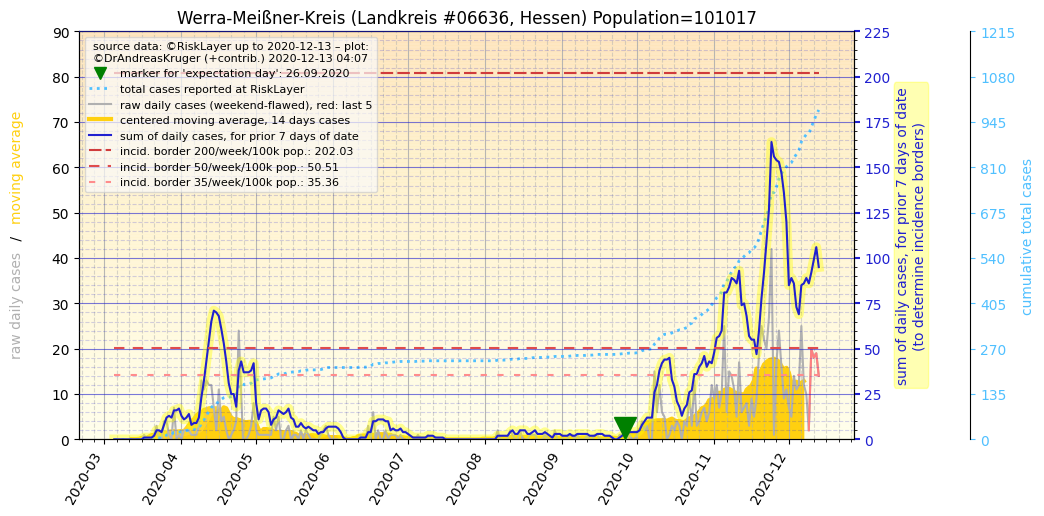 Werra-Meißner-Kreis (Landkreis #06636, Hessen) Population=101017
source data: ©RiskLayer up to 2020-12-13 – plot:
©DrAndreasKruger (+contrib.) 2020-12-13 04:07
marker for 'expectation day': 26.09.2020
total cases reported at RiskLayer
raw daily cases (weekend-flawed), red: last 5
centered moving average, 14 days cases
sum of daily cases, for prior 7 days of date
incid. border 200/week/100k pop.: 202.03
incid. border 50/week/100k pop.: 50.51
incid. border 35/week/100k pop.: 35.36
raw daily cases / moving average
90
80
70
60
50
40
30
20
10
0
225
200
175
150
125
100
75
50
25
0
sum of daily cases, for prior 7 days of date
(to determine incidence borders)
1215
1080
945
810
675
540
405
270
135
0
cumulative total cases
2020-03
2020-04
2020-05
2020-06
2020-07
2020-08
2020-09
2020-10
2020-11
2020-12